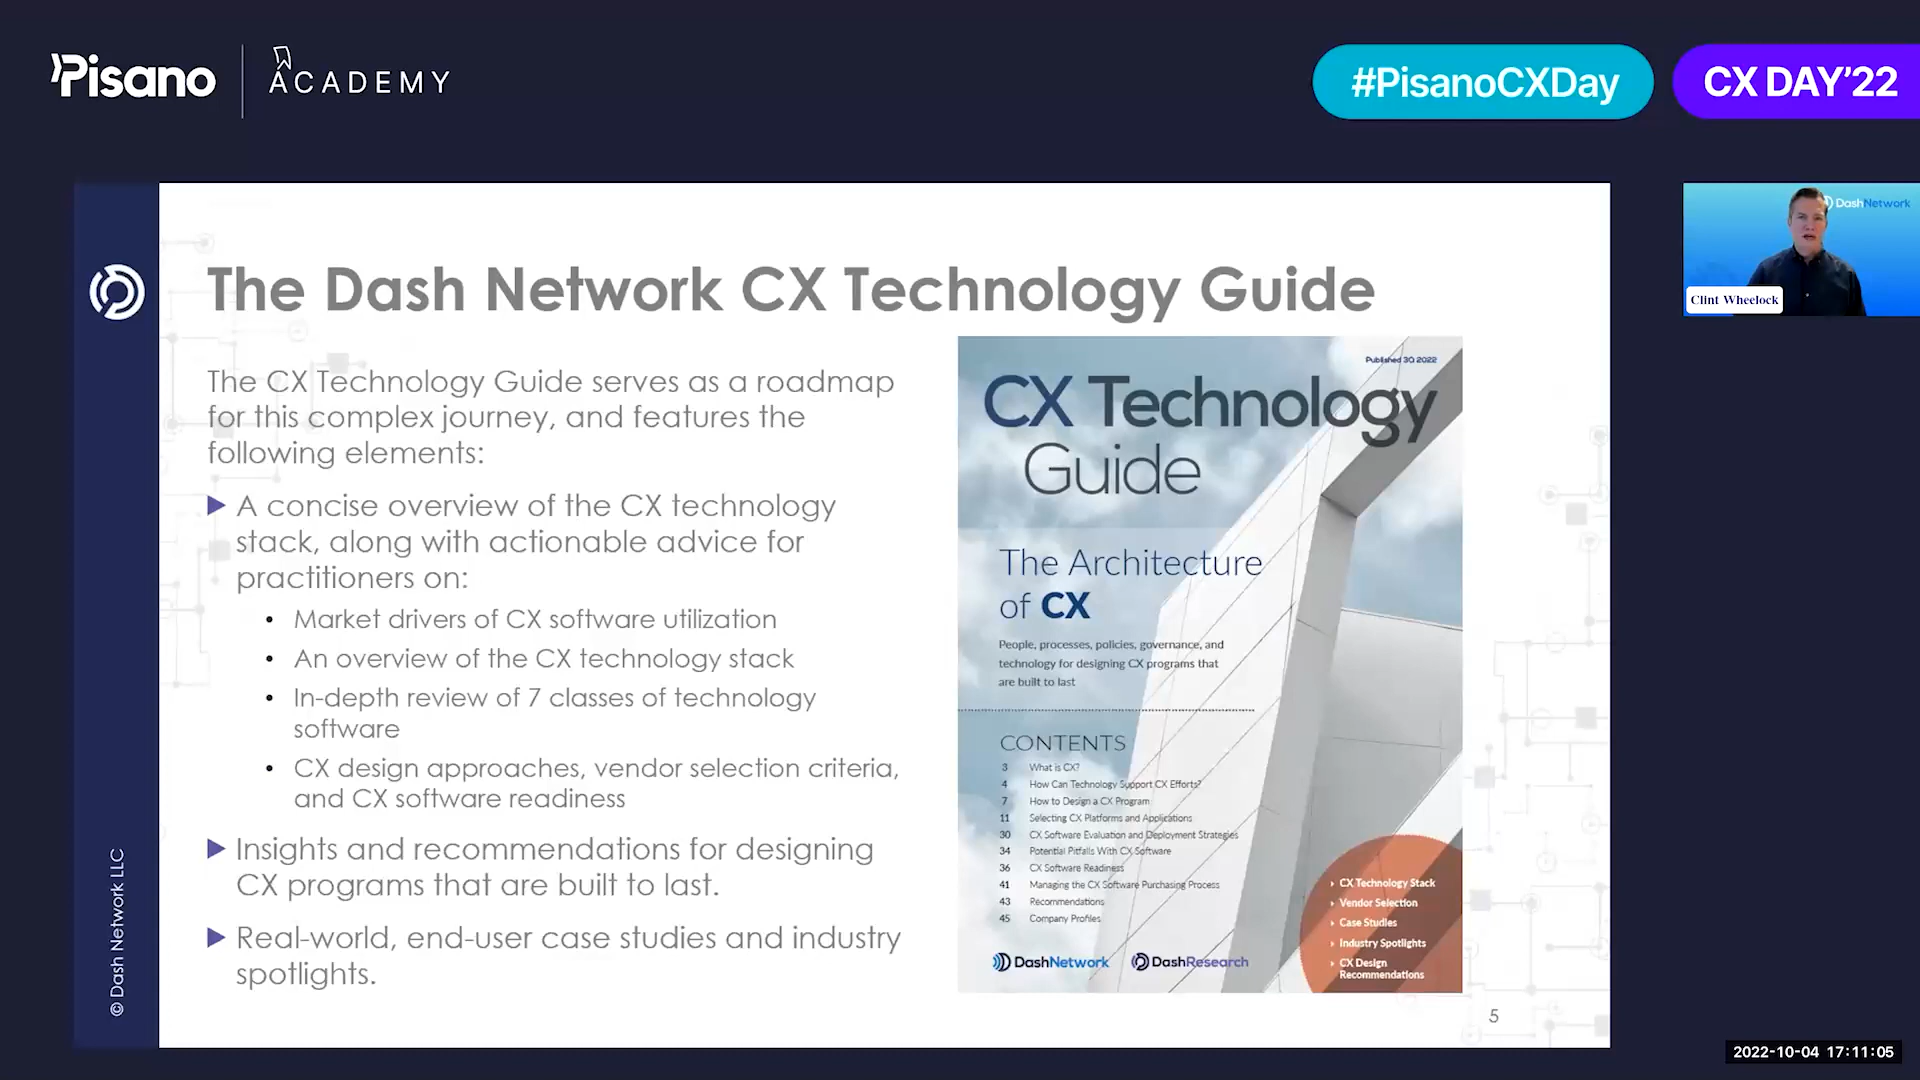 Pisano
ACADEMY
#PisanoCXDay
CX DAY'22
DashNetwork
Clint Wheelock
The Dash Network CX Technology Guide
The CX Technology Guide serves as a roadmap
for this complex journey, and features the
following elements:
A concise overview of the CX technology
stack, along with actionable advice for
practitioners on:
• Market drivers of CX software utilization
• An overview of the CX technology stack
• In-depth review of 7 classes of technology
software
• CX design approaches, vendor selection criteria,
and CX software readiness
Insights and recommendations for designing
CX programs that are built to last.
Real-world, end-user case studies and industry
spotlights.
© Dash Network LLC
Published 3Q 2022
CX Technology
Guide
The Architecture
of CX
People, processes, policies, governance, and
technology for designing CX programs that
are built to last
CONTENTS
3 What is CX?
4 How Can Technology Support CX Efforts?
7 How to Design a CX Program
11 Selecting CX Platforms and Applications
30 CX Software Evaluation and Deployment Strategies
34 Potential Pitfalls With CX Software
36 CX Software Readiness
41 Managing the CX Software Purchasing Process
43 Recommendations
45 Company Profiles
CX Technology Stack
Vendor Selection
Case Studies
Industry Spotlights
CX Design
Recommendations
DashNetwork
DashResearch
5
2022-10-04 17:11:05